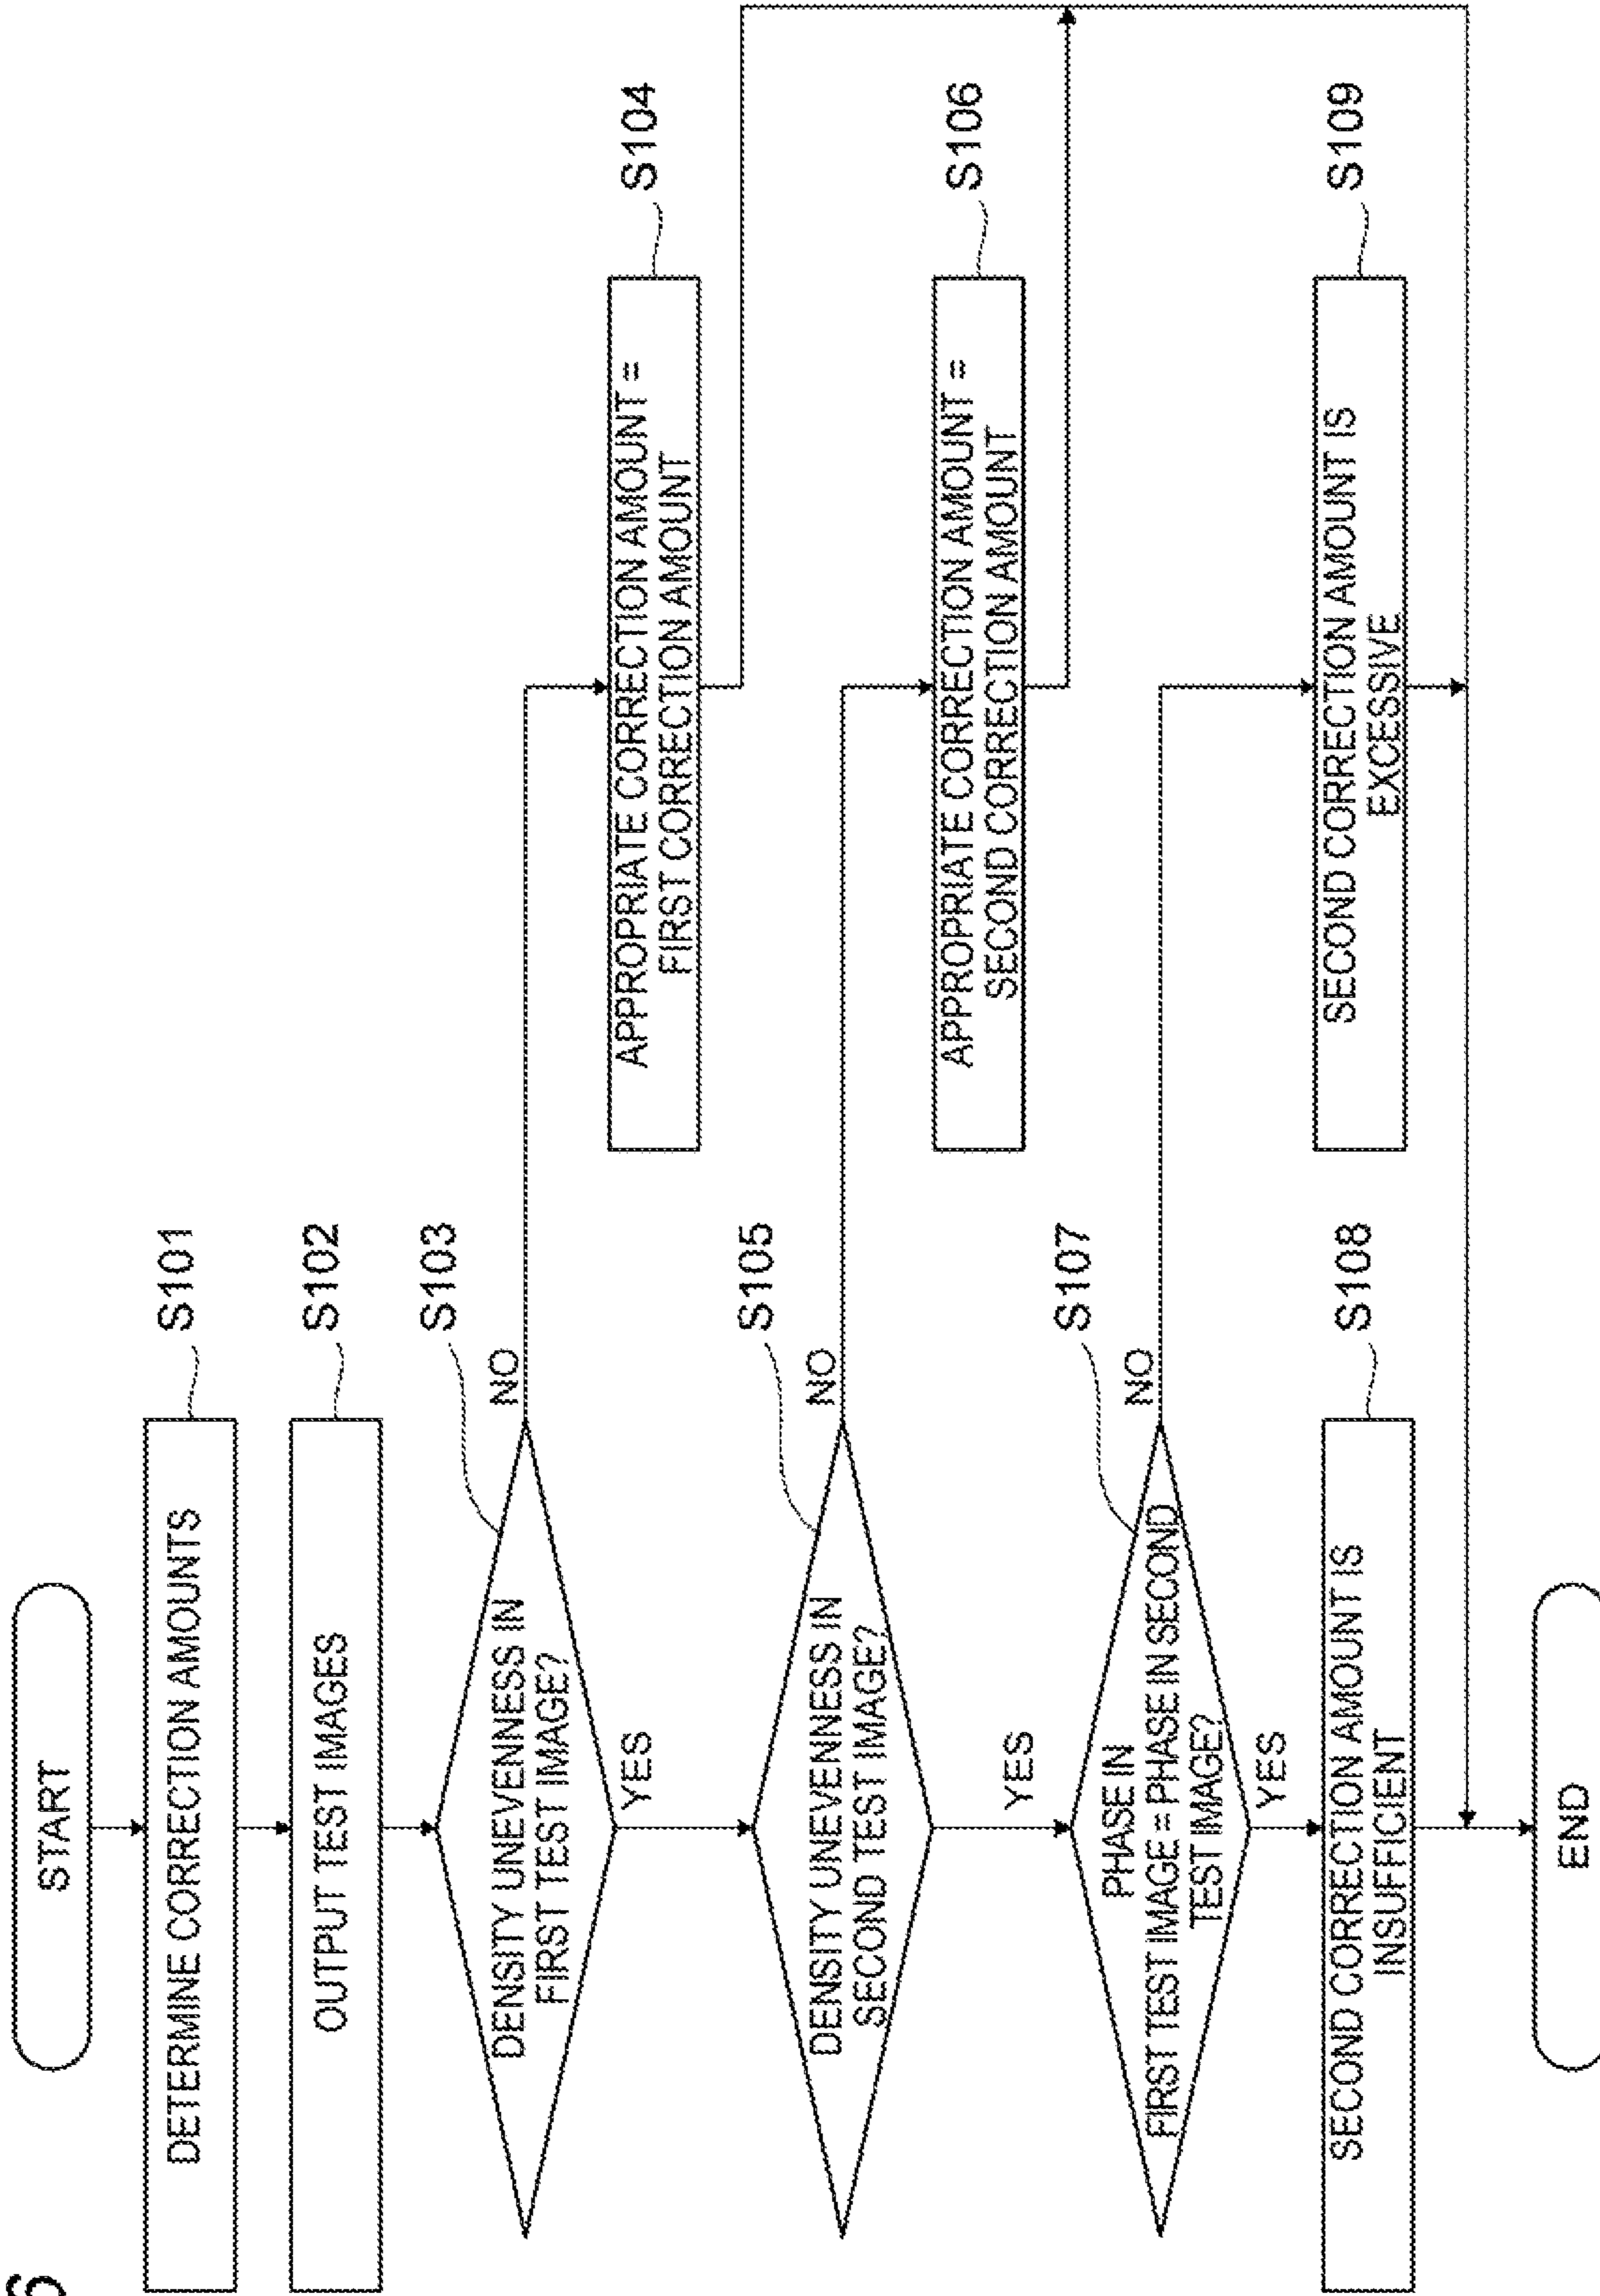 6
START
DETERMINE CORRECTION AMOUNTS
S101
OUTPUT TEST IMAGES
S102
DENSITY UNEVENNESS IN
FIRST TEST IMAGE?
S103
NO
YES
APPROPRIATE CORRECTION AMOUNT =
FIRST CORRECTION AMOUNT
S104
DENSITY UNEVENNESS IN
SECOND TEST IMAGE?
S105
NO
YES
APPROPRIATE CORRECTION AMOUNT =
SECOND CORRECTION AMOUNT
S106
PHASE IN
FIRST TEST IMAGE = PHASE IN SECOND
TEST IMAGE?
S107
NO
YES
SECOND CORRECTION AMOUNT IS
INSUFFICIENT
S108
SECOND CORRECTION AMOUNT IS
EXCESSIVE
S109
END